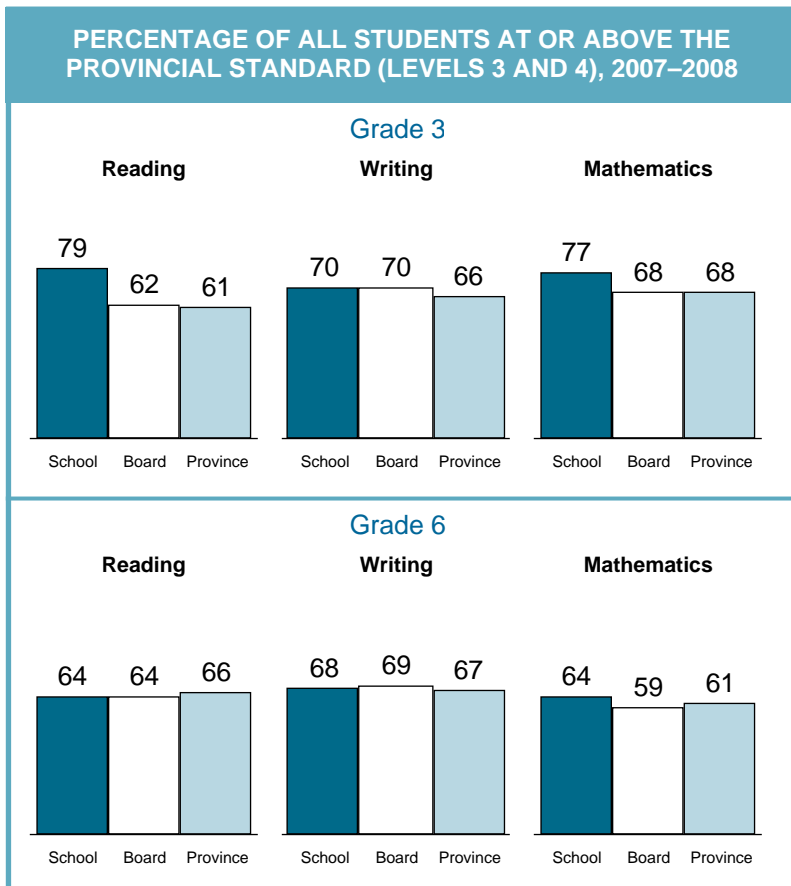 PERCENTAGE OF ALL STUDENTS AT OR ABOVE THE
PROVINCIAL STANDARD (LEVELS 3 AND 4), 2007–2008
Grade 3
Reading Writing Mathematics
79 62 61 70 70 66 77 68 68
School Board Province School Board Province School Board Province
Grade 6
Reading Writing Mathematics
64 64 66 68 69 67 64 59 61
School Board Province School Board Province School Board Province